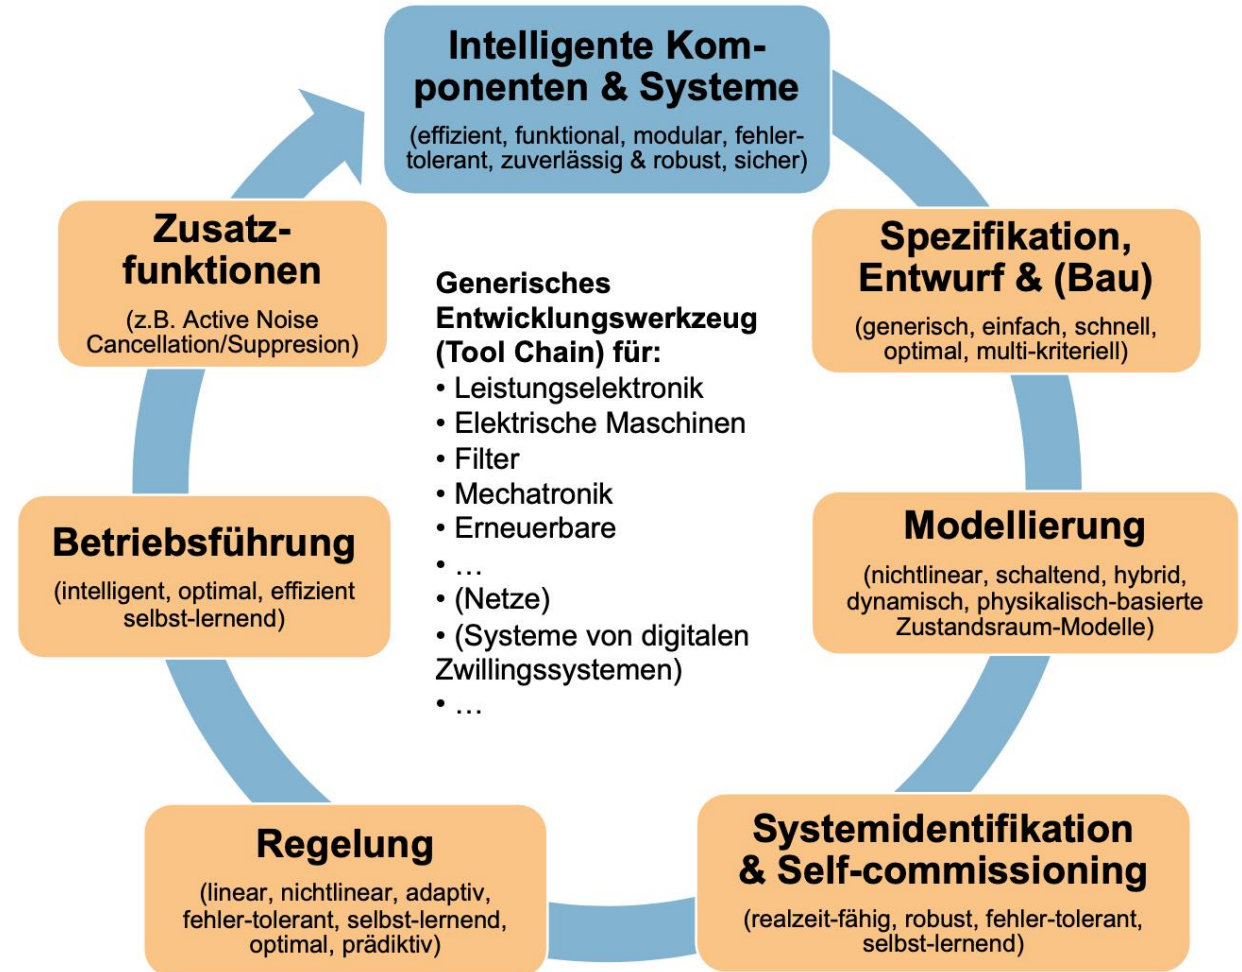 Intelligente Kom-
ponenten & Systeme
(effizient, funktional, modular, fehler-
tolerant, zuverlässig & robust, sicher)
Spezifikation,
Entwurf & (Bau)
(generisch, einfach, schnell,
optimal, multi-kriteriell)
Modellierung
(nichtlinear, schaltend, hybrid,
dynamisch, physikalisch-basierte
Zustandsraum-Modelle)
Systemidentifikation
& Self-commissioning
(realzeit-fähig, robust, fehler-tolerant,
selbst-lernend)
Regelung
(linear, nichtlinear, adaptiv,
fehler-tolerant, selbst-lernend,
optimal, prädiktiv)
Betriebsführung
(intelligent, optimal, effizient
selbst-lernend)
Zusatz-
funktionen
(z.B. Active Noise
Cancellation/Suppresion)
Generisches
Entwicklungswerkzeug
(Tool Chain) für:
• Leistungselektronik
• Elektrische Maschinen
• Filter
• Mechatronik
• Erneuerbare
• …
• (Netze)
• (Systeme von digitalen
Zwillingssystemen)
• …